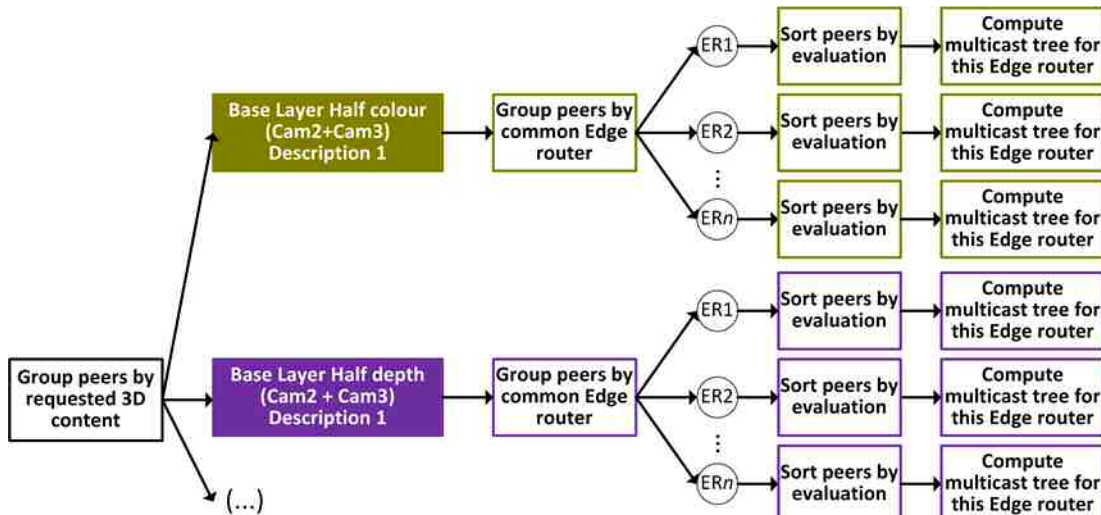 Group peers by
requested 3D
content
Base Layer Half colour
(Cam2+Cam3)
Description 1
Group peers by
common Edge
router
ER1
Sort peers by
evaluation
Compute
multicast tree for
this Edge router
ER2
Sort peers by
evaluation
Compute
multicast tree for
this Edge router
⋮
ERn
Sort peers by
evaluation
Compute
multicast tree for
this Edge router
Base Layer Half depth
(Cam2 + Cam3)
Description 1
Group peers by
common Edge
router
ER1
Sort peers by
evaluation
Compute
multicast tree for
this Edge router
ER2
Sort peers by
evaluation
Compute
multicast tree for
this Edge router
⋮
ERn
Sort peers by
evaluation
Compute
multicast tree for
this Edge router
(...)